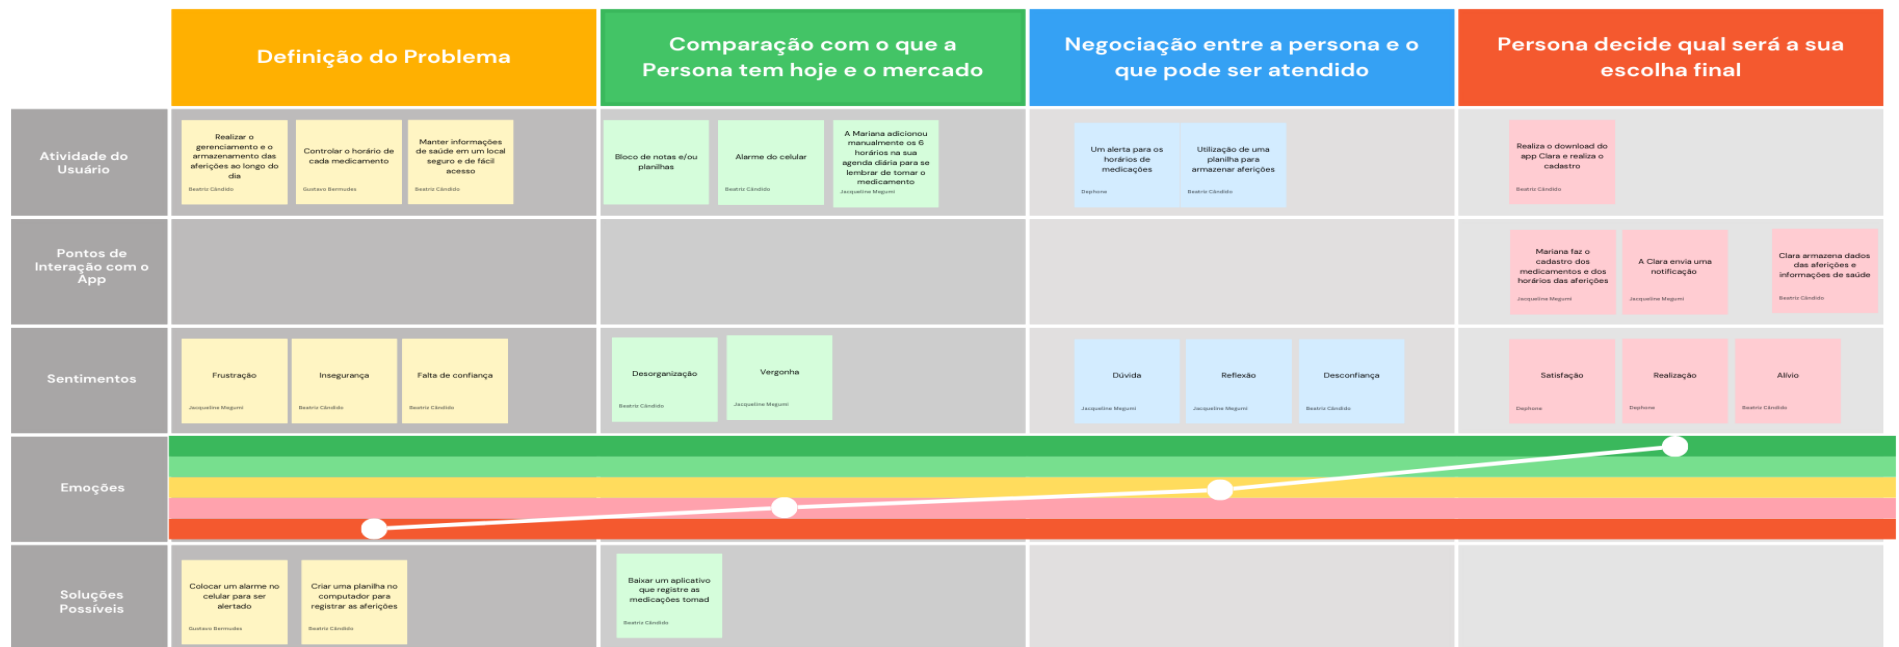 Definição do Problema
Comparação com o que a
Persona tem hoje e o mercado
Negociação entre a persona e o
que pode ser atendido
Persona decide qual será a sua
escolha final
Atividade do
Usuário
Realizar o
gerenciamento e o
armazenamento das
aferições ao longo do
dia
Beatriz Cândido
Controlar o horário de
cada medicamento
Gustavo Bermudes
Manter informações
de saúde em um local
seguro e de fácil
acesso
Beatriz Cândido
Bloco de notas e/ou
planilhas
Alarme do celular
Beatriz Cândido
A Mariana adicionou
manualmente os 6
horários na sua
agenda diária para se
lembrar de tomar o
medicamento
Jacqueline Megumi
Um alerta para os
horários de
medicações
Daphone
Utilização de uma
planilha para
armazenar aferições
Beatriz Cândido
Realiza o download do
app Clara e realiza o
cadastro
Beatriz Cândido
Pontos de
Interação com o
App
Mariana faz o
cadastro dos
medicamentos e dos
horários das aferições
Jacqueline Megumi
A Clara envia uma
notificação
Jacqueline Megumi
Clara armazena dados
das aferições e
informações de saúde
Beatriz Cândido
Sentimentos
Frustração
Jacqueline Megumi
Insegurança
Beatriz Cândido
Falta de confiança
Beatriz Cândido
Desorganização
Beatriz Cândido
Vergonha
Jacqueline Megumi
Dúvida
Jacqueline Megumi
Reflexão
Jacqueline Megumi
Desconfiança
Beatriz Cândido
Satisfação
Daphone
Realização
Daphone
Alívio
Beatriz Cândido
Emoções
Soluções
Possíveis
Colocar um alarme no
celular para ser
alertado
Gustavo Bermudes
Criar uma planilha no
computador para
registrar as aferições
Beatriz Cândido
Baixar um aplicativo
que registre as
medicações tomad
Beatriz Cândido